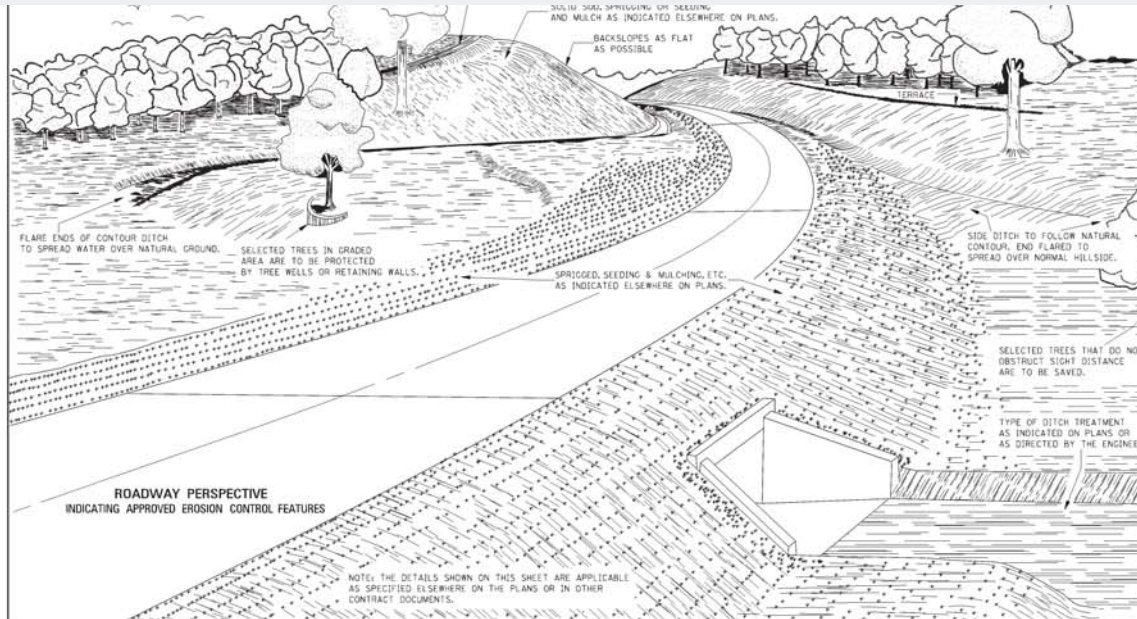 SOLID SOD, SPRIGGING OR SEEDING
AND MULCH AS INDICATED ELSEWHERE ON PLANS.
BACKSLOPES AS FLAT
AS POSSIBLE
TERRACE
FLARE ENDS OF CONTOUR DITCH
TO SPREAD WATER OVER NATURAL GROUND.
SELECTED TREES IN GRADED
AREA ARE TO BE PROTECTED
BY TREE WELLS OR RETAINING WALLS.
SIDE DITCH TO FOLLOW NATURAL
CONTOUR, END FLARED TO
SPREAD OVER NORMAL HILLSIDE.
SPRIGGED, SEEDING & MULCHING, ETC.
AS INDICATED ELSEWHERE ON PLANS.
SELECTED TREES THAT DO NO
OBSTRUCT SIGHT DISTANCE
ARE TO BE SAVED.
TYPE OF DITCH TREATMENT
AS INDICATED ON PLANS OR
AS DIRECTED BY THE ENGINEE
ROADWAY PERSPECTIVE
INDICATING APPROVED EROSION CONTROL FEATURES
NOTE: THE DETAILS SHOWN ON THIS SHEET ARE APPLICABLE
AS SPECIFIED ELSEWHERE ON THE PLANS OR IN OTHER
CONTRACT DOCUMENTS.